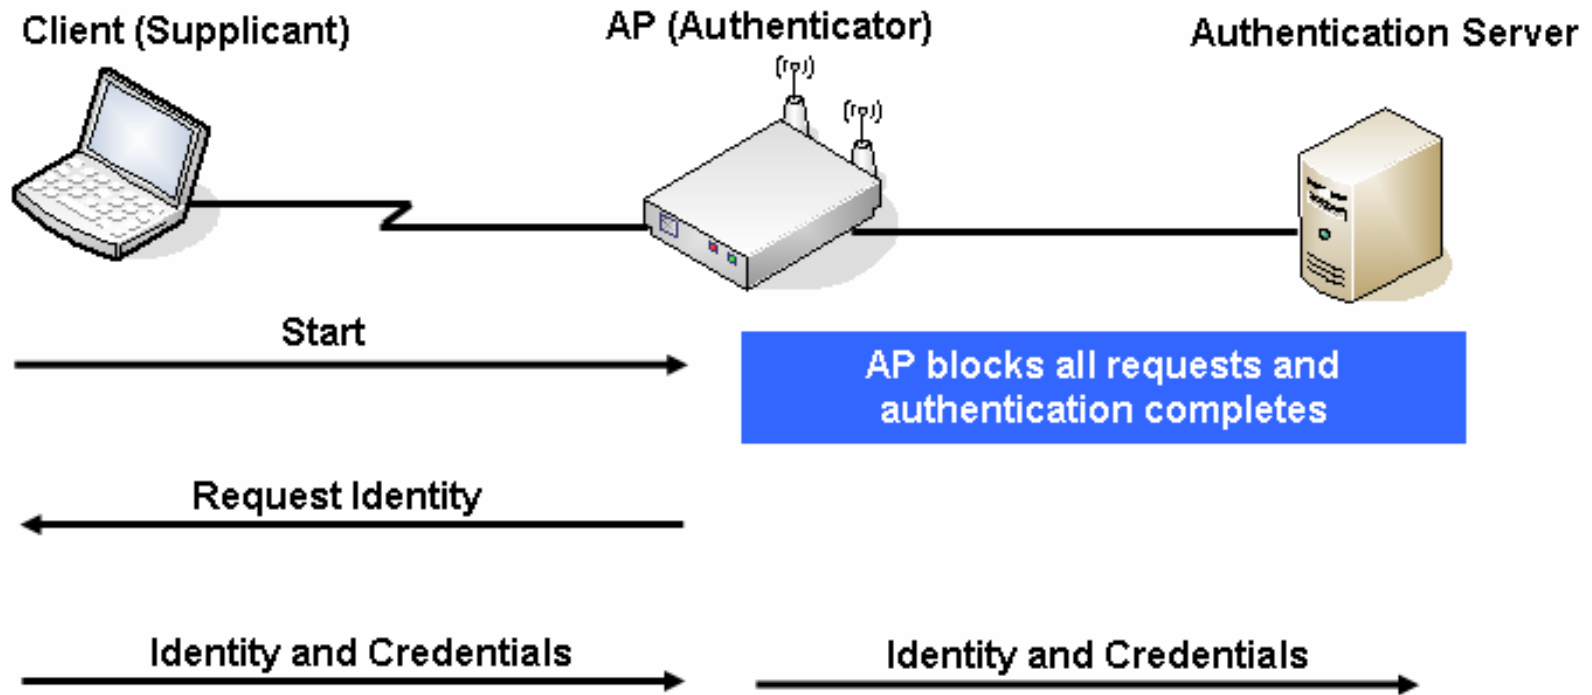 Client (Supplicant)
AP (Authenticator)
Authentication Server
Start
AP blocks all requests and
authentication completes
Request Identity
Identity and Credentials
Identity and Credentials